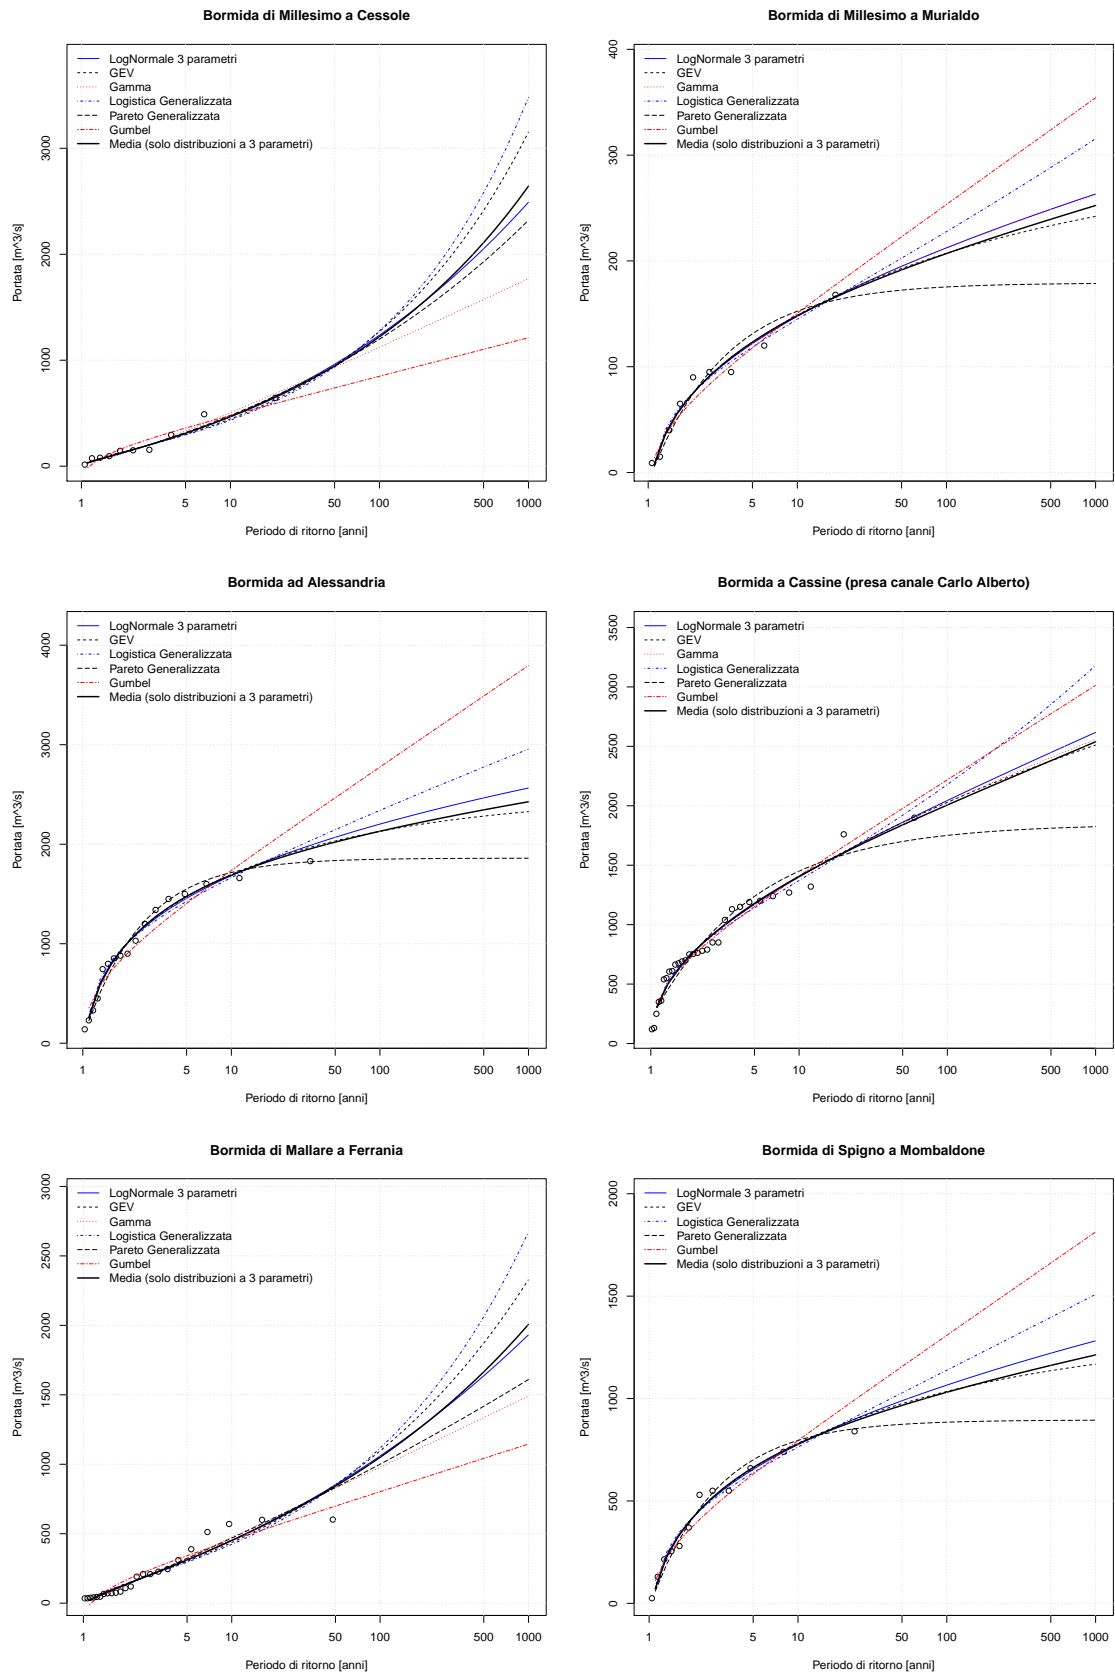 Bormida di Millesimo a Cessole
LogNormale 3 parametri
GEV
Gamma
Logistica Generalizzata
Pareto Generalizzata
Gumbel
Media (solo distribuzioni a 3 parametri)
Portata [m^3/s]
0
1000
2000
3000
1 5 10 50 100 500 1000
Periodo di ritorno [anni]
Bormida di Millesimo a Murialdo
LogNormale 3 parametri
GEV
Gamma
Logistica Generalizzata
Pareto Generalizzata
Gumbel
Media (solo distribuzioni a 3 parametri)
Portata [m^3/s]
0
100
200
300
400
1 5 10 50 100 500 1000
Periodo di ritorno [anni]
Bormida ad Alessandria
LogNormale 3 parametri
GEV
Logistica Generalizzata
Pareto Generalizzata
Gumbel
Media (solo distribuzioni a 3 parametri)
Portata [m^3/s]
0
1000
2000
3000
4000
1 5 10 50 100 500 1000
Periodo di ritorno [anni]
Bormida a Cassine (presa canale Carlo Alberto)
LogNormale 3 parametri
GEV
Gamma
Logistica Generalizzata
Pareto Generalizzata
Gumbel
Media (solo distribuzioni a 3 parametri)
Portata [m^3/s]
0
500
1000
1500
2000
2500
3000
3500
1 5 10 50 100 500 1000
Periodo di ritorno [anni]
Bormida di Mallare a Ferrania
LogNormale 3 parametri
GEV
Gamma
Logistica Generalizzata
Pareto Generalizzata
Gumbel
Media (solo distribuzioni a 3 parametri)
Portata [m^3/s]
0
500
1000
1500
2000
2500
3000
1 5 10 50 100 500 1000
Periodo di ritorno [anni]
Bormida di Spigno a Mombaldone
LogNormale 3 parametri
GEV
Logistica Generalizzata
Pareto Generalizzata
Gumbel
Media (solo distribuzioni a 3 parametri)
Portata [m^3/s]
0
500
1000
1500
2000
1 5 10 50 100 500 1000
Periodo di ritorno [anni]